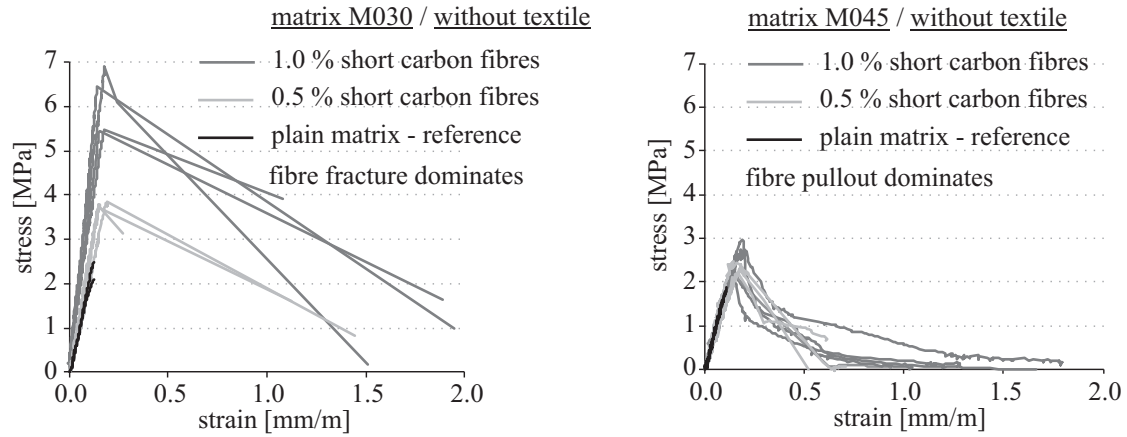 matrix M030 / without textile
1.0 % short carbon fibres
0.5 % short carbon fibres
plain matrix - reference
fibre fracture dominates
7
6
5
4
3
2
1
0
stress [MPa]
0.0 0.5 1.0 1.5 2.0
strain [mm/m]
matrix M045 / without textile
1.0 % short carbon fibres
0.5 % short carbon fibres
plain matrix - reference
fibre pullout dominates
7
6
5
4
3
2
1
0
stress [MPa]
0.0 0.5 1.0 1.5 2.0
strain [mm/m]